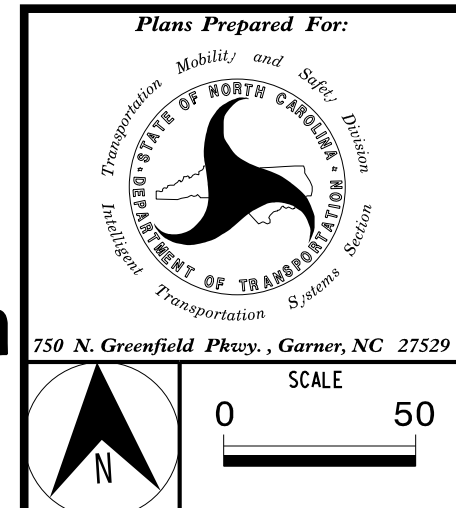 Plans Prepared For:
Transportation Mobility and Safety Division
STATE OF NORTH CAROLINA
DEPARTMENT OF TRANSPORTATION
Intelligent Transportation Systems Section
750 N. Greenfield Pkwy. , Garner, NC 27529
N
SCALE
0 50